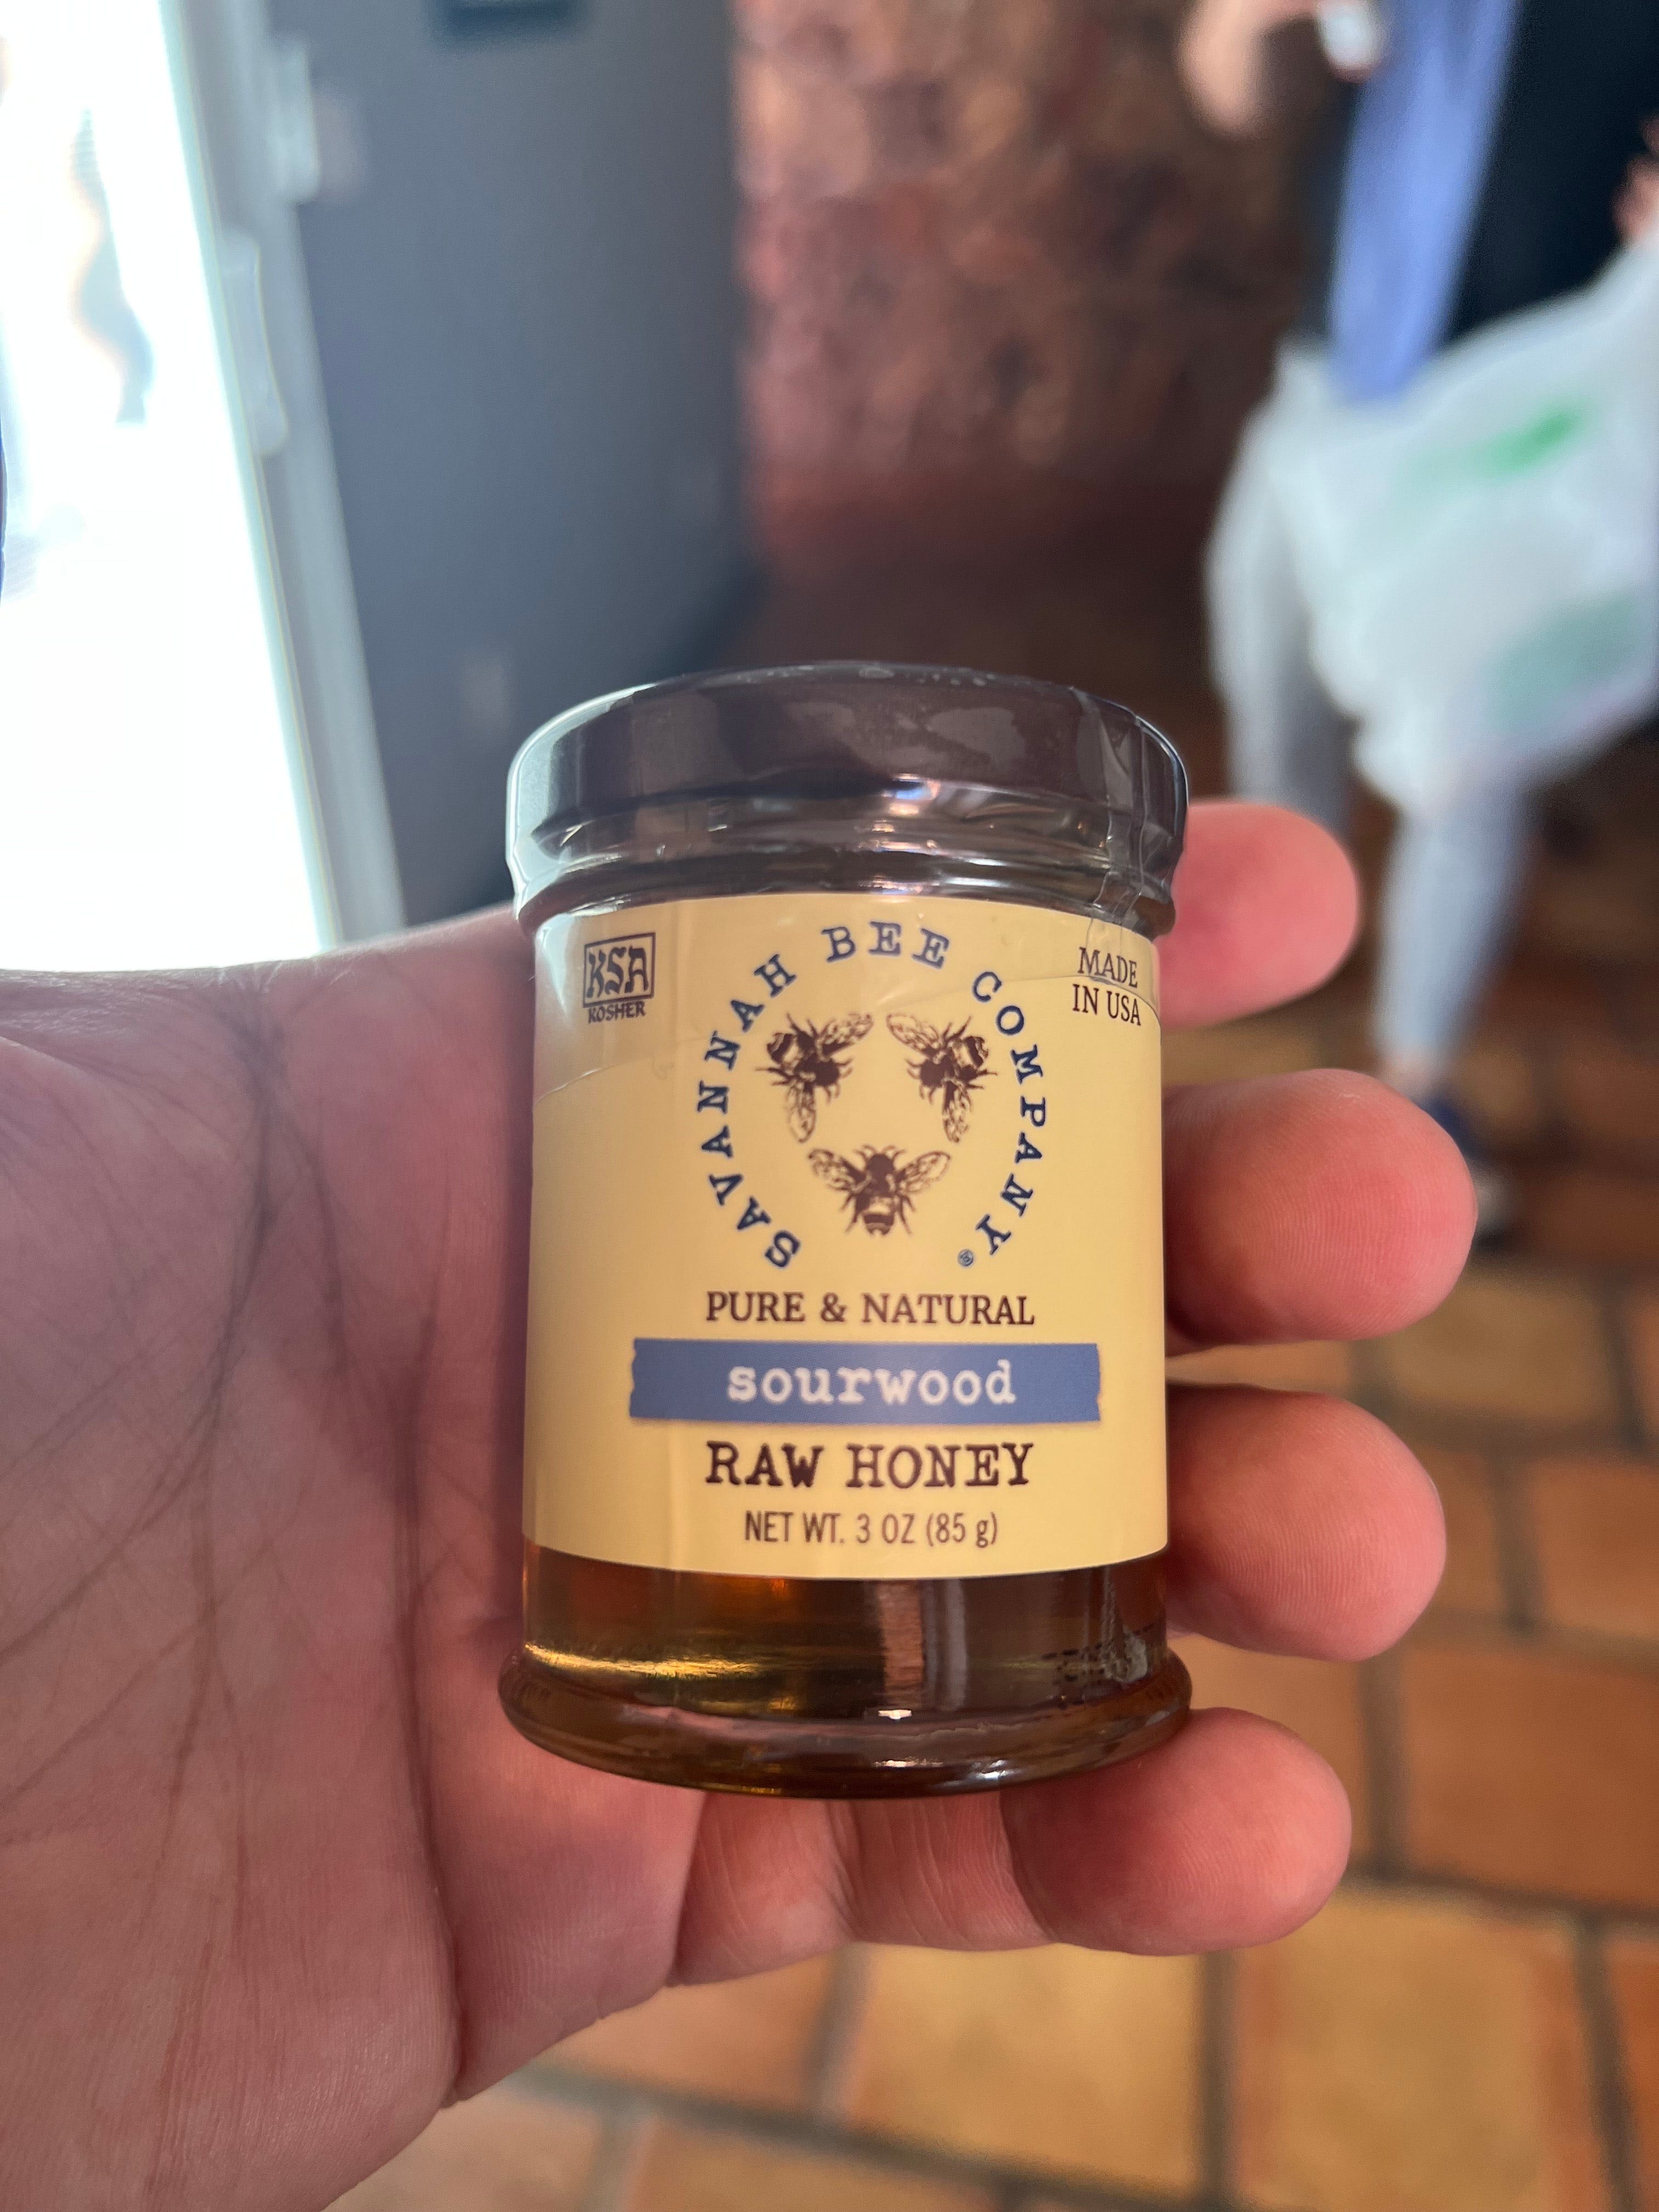 KSA
KOSHER
SAVANNAH BEE COMPANY®
MADE
IN USA
PURE & NATURAL
sourwood
RAW HONEY
NET WT. 3 OZ (85 g)